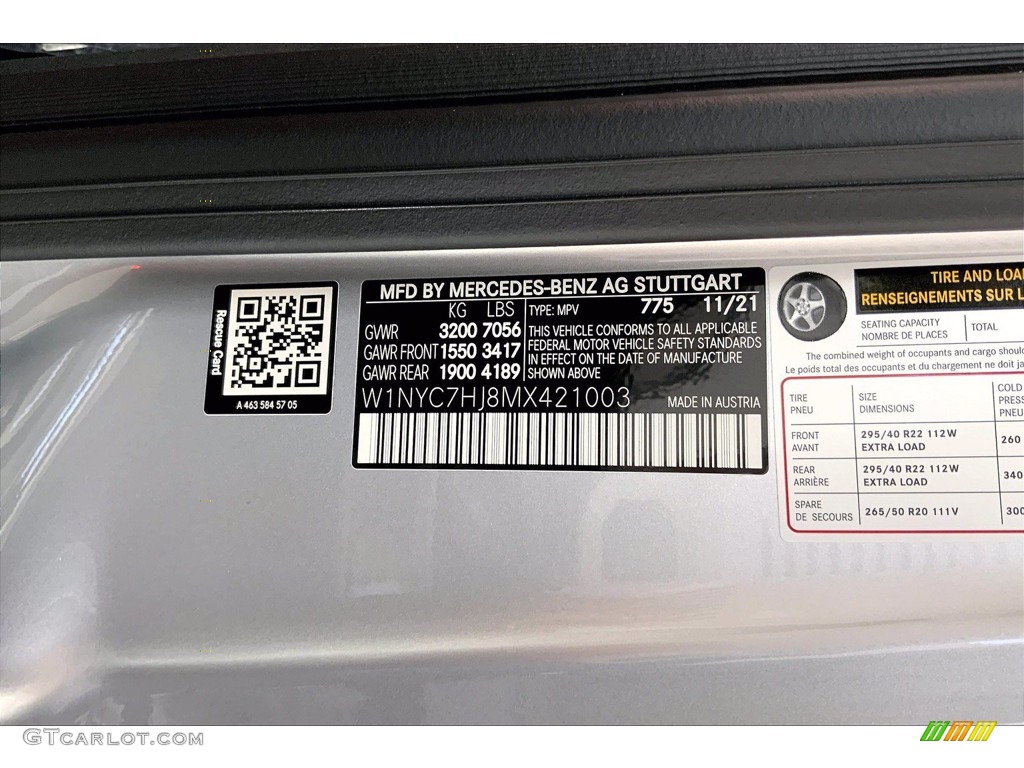 Rescue Card
A 463 584 57 05
MFD BY MERCEDES-BENZ AG STUTTGART
KG LBS
GVWR 3200 7056
GAWR FRONT 1550 3417
GAWR REAR 1900 4189
TYPE: MPV 775 11/21
THIS VEHICLE CONFORMS TO ALL APPLICABLE
FEDERAL MOTOR VEHICLE SAFETY STANDARDS
IN EFFECT ON THE DATE OF MANUFACTURE
SHOWN ABOVE
W1NYC7HJ8MX421003 MADE IN AUSTRIA
TIRE AND LOA
RENSEIGNEMENTS SUR L
SEATING CAPACITY
NOMBRE DE PLACES
TOTAL
The combined weight of occupants and cargo should
Le poids total des occupants et du chargement ne doit ja
TIRE SIZE COLD
PNEU DIMENSIONS PRES
PNEU
FRONT 295/40 R22 112W 260
AVANT EXTRA LOAD
REAR 295/40 R22 112W 340
ARRIÈRE EXTRA LOAD
SPARE 265/50 R20 111V 300
DE SECOURS
GTCarLot.com